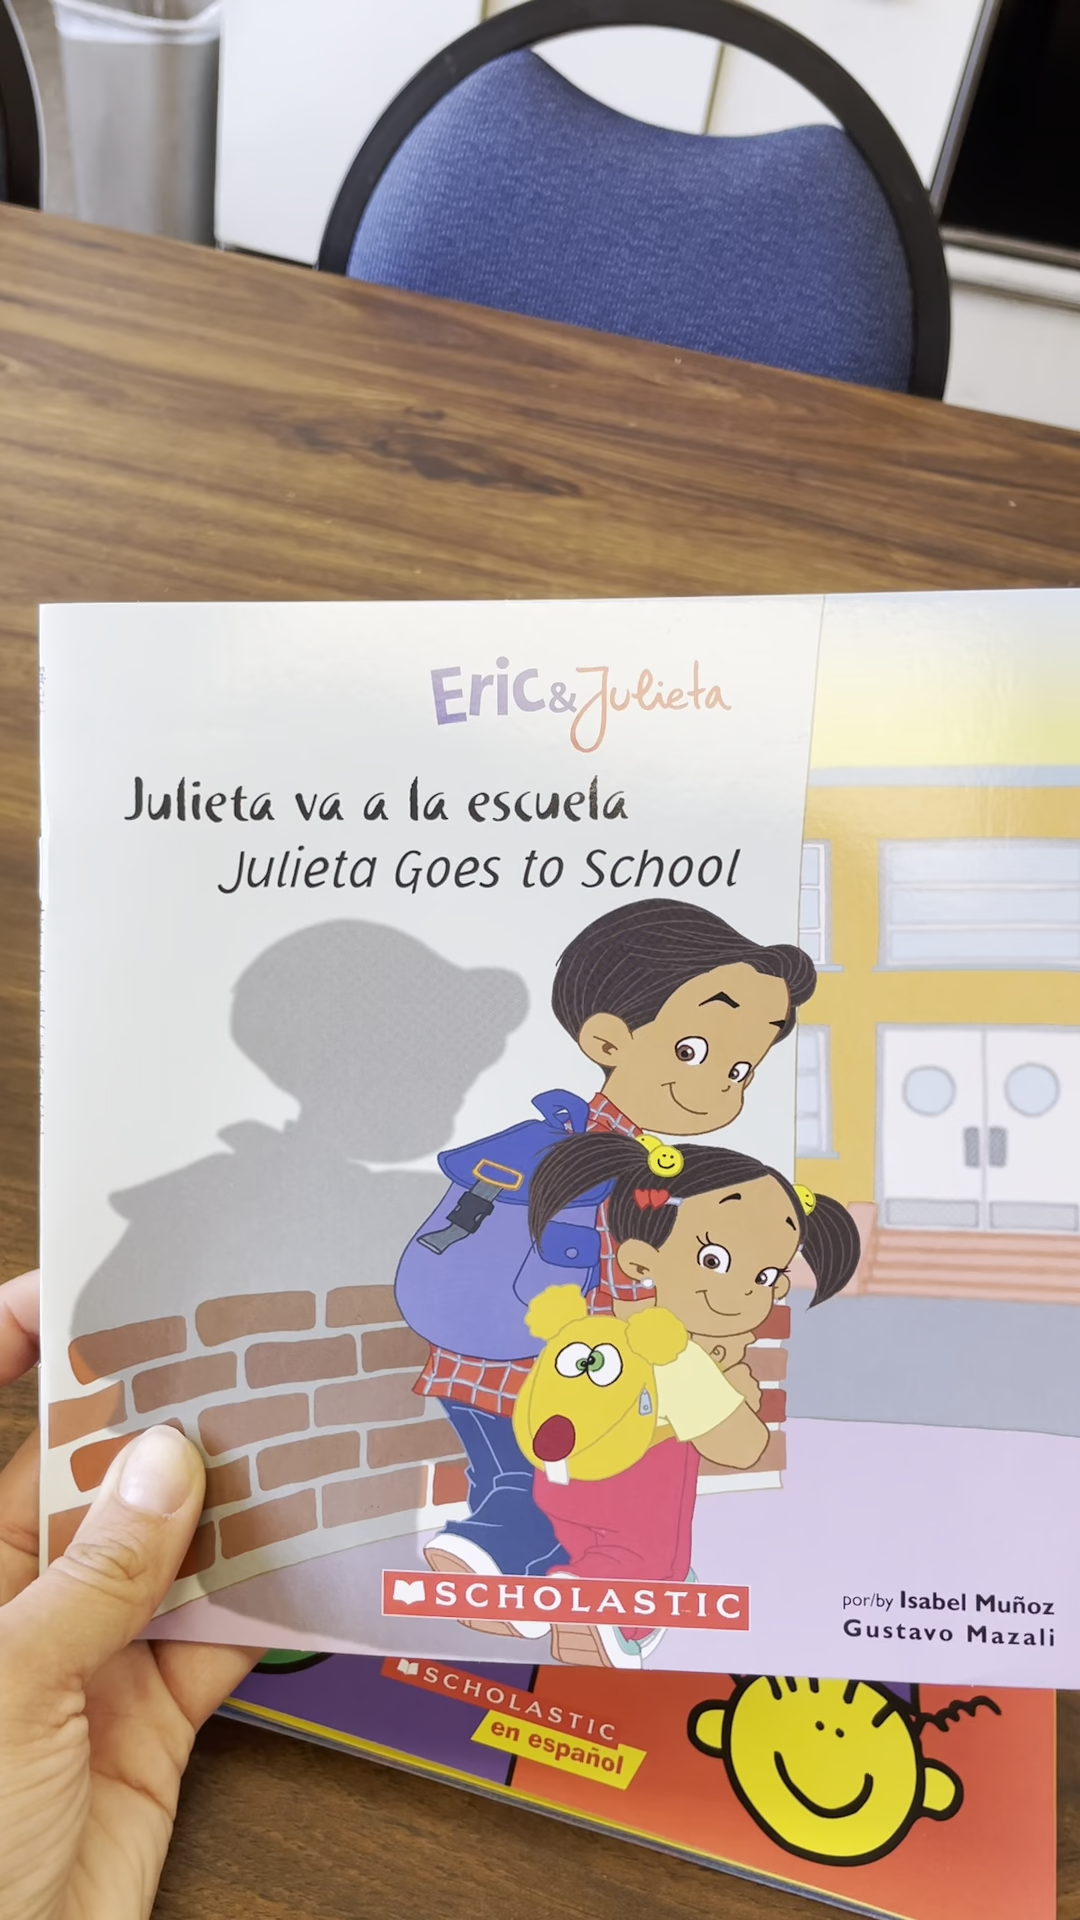 Eric & Julieta
Julieta va a la escuela
Julieta Goes to School
SCHOLASTIC
por/by Isabel Muñoz
Gustavo Mazali
SCHOLASTIC
en español